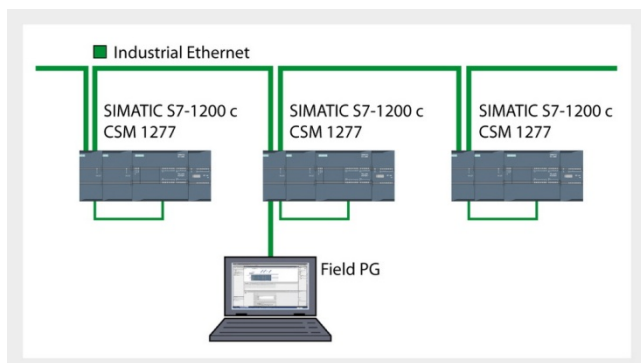 Industrial Ethernet
SIMATIC S7-1200 c
CSM 1277
SIMATIC S7-1200 c
CSM 1277
SIMATIC S7-1200 c
CSM 1277
Field PG